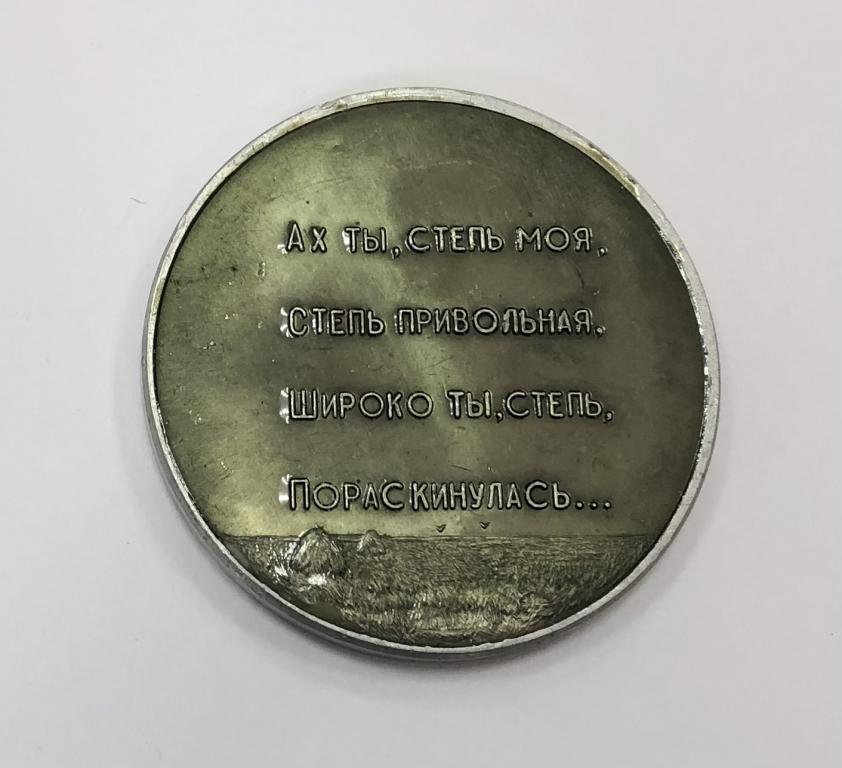 Ах ты, степь моя,
Степь привольная,
Широко ты, степь,
Пораскинулась...